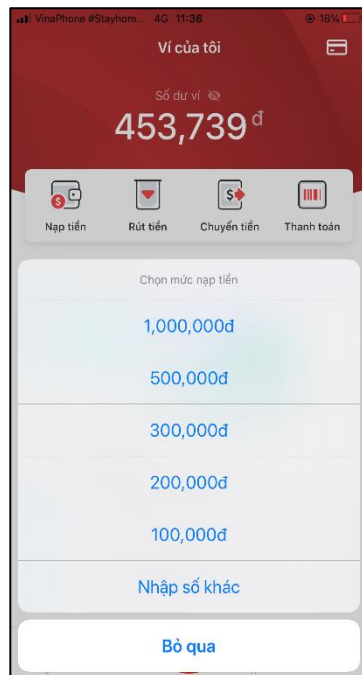 VinaPhone #Stayhom... 4G 11:36 18%
Ví của tôi
Số dư ví
453,739 đ
Nạp tiền Rút tiền Chuyển tiền Thanh toán
Chọn mức nạp tiền
1,000,000đ
500,000đ
300,000đ
200,000đ
100,000đ
Nhập số khác
Bỏ qua